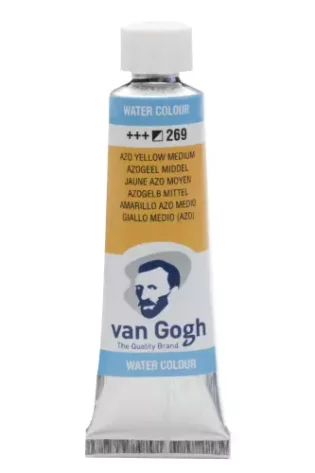 WATER COLOUR
+++ 269
AZO YELLOW MEDIUM
AZOGEEL MIDDEL
JAUNE AZO MOYEN
AZOGELB MITTEL
AMARILLO AZO MEDIO
GIALLO MEDIO (AZO)
van Gogh
The Quality Brand
WATER COLOUR